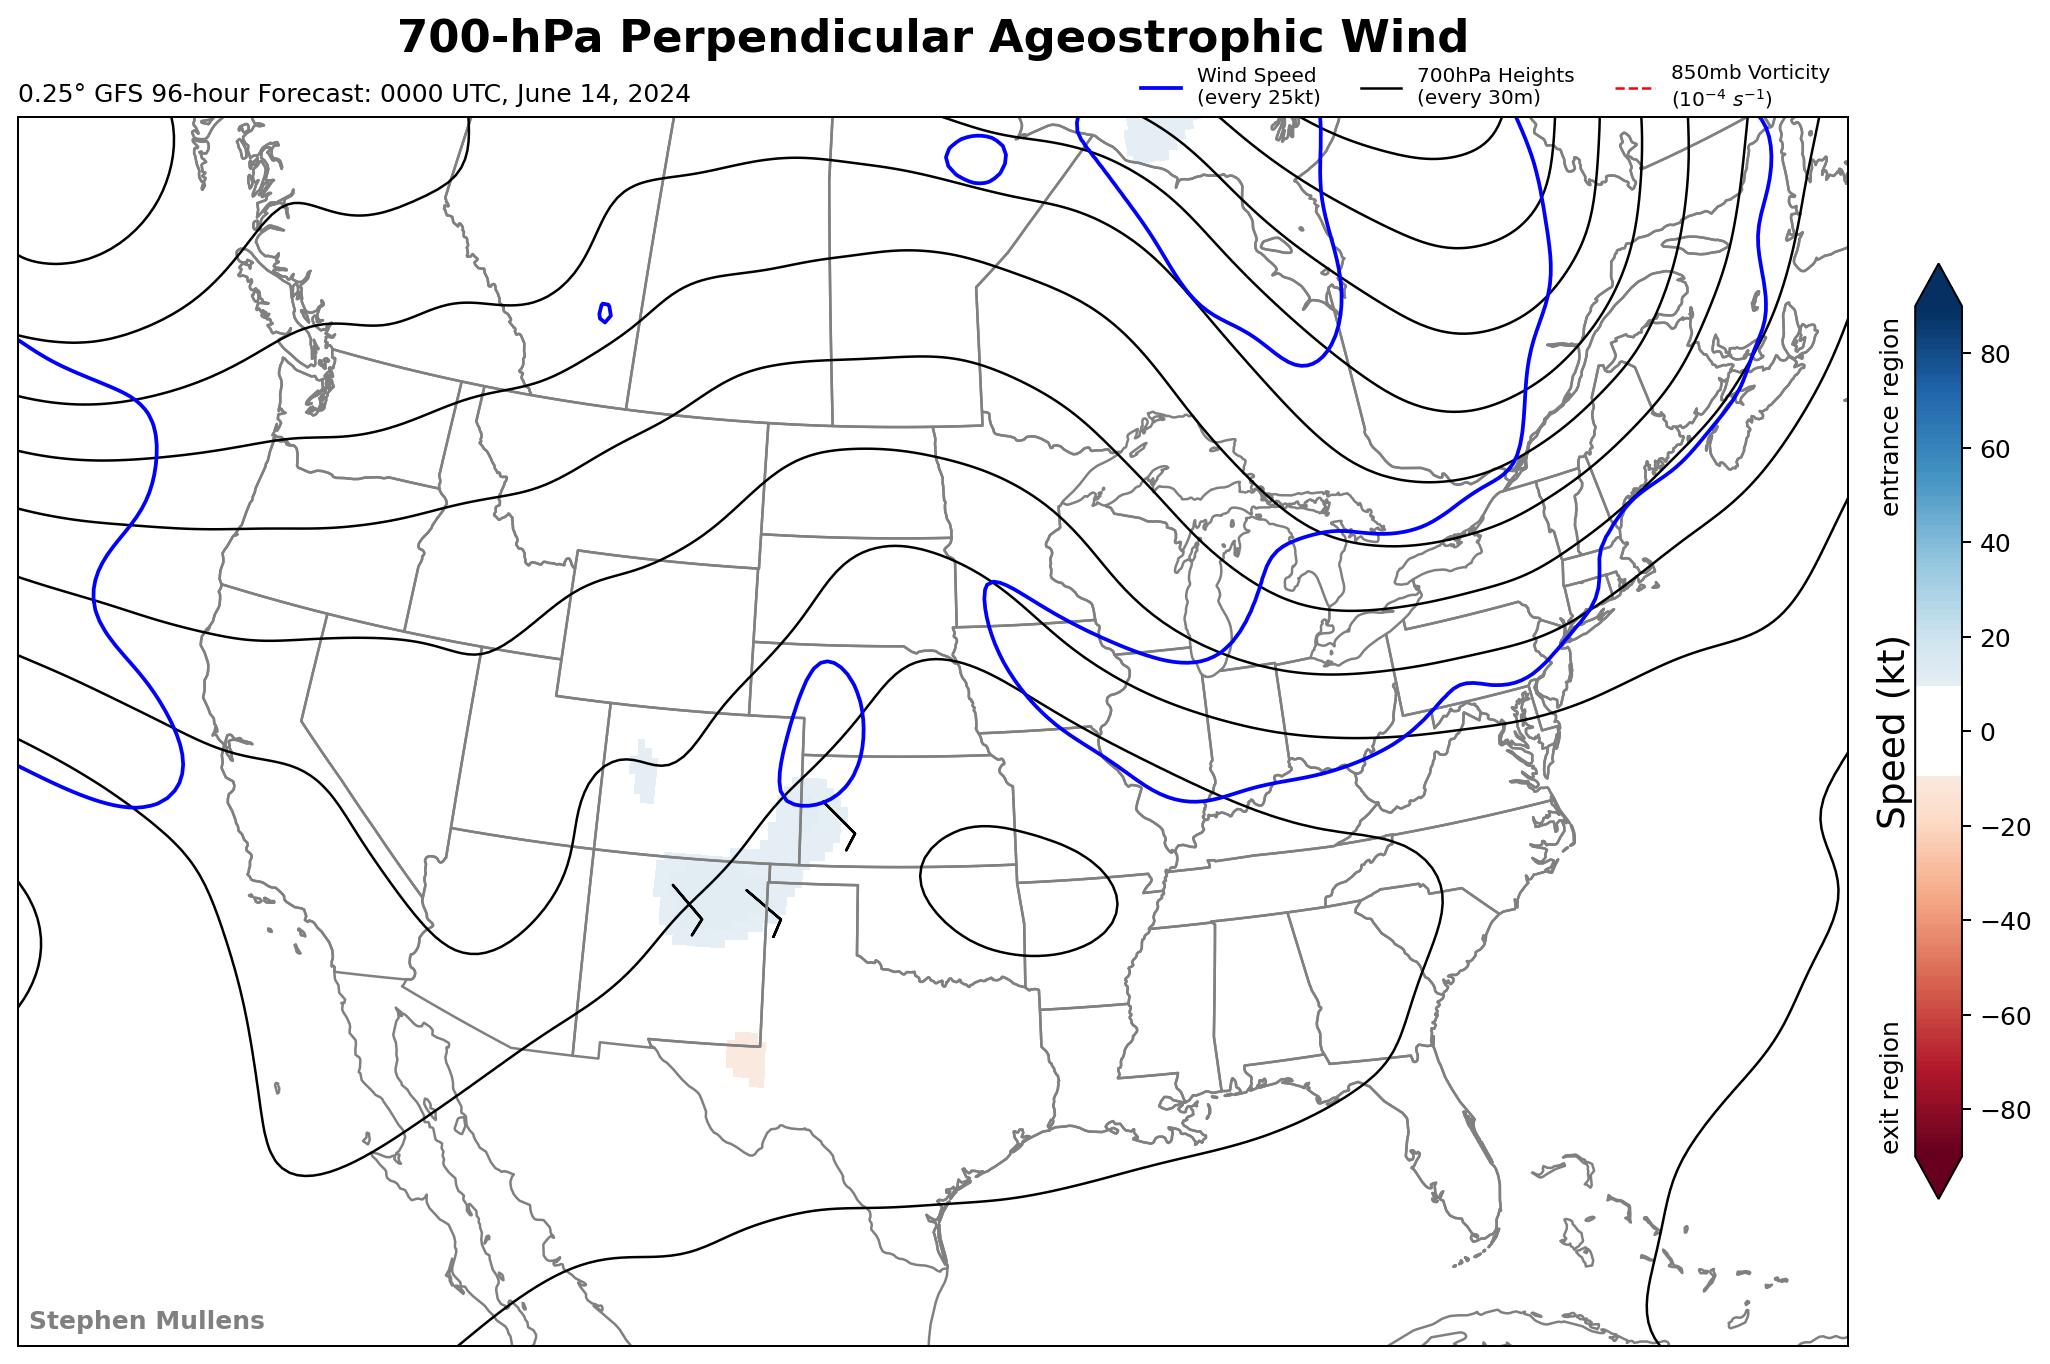 700-hPa Perpendicular Ageostrophic Wind
0.25° GFS 96-hour Forecast: 0000 UTC, June 14, 2024
Wind Speed
(every 25kt)
700hPa Heights
(every 30m)
850mb Vorticity
(10⁻⁴ s⁻¹)
entrance region
Speed (kt)
exit region
80
60
40
20
0
−20
−40
−60
−80
Stephen Mullens